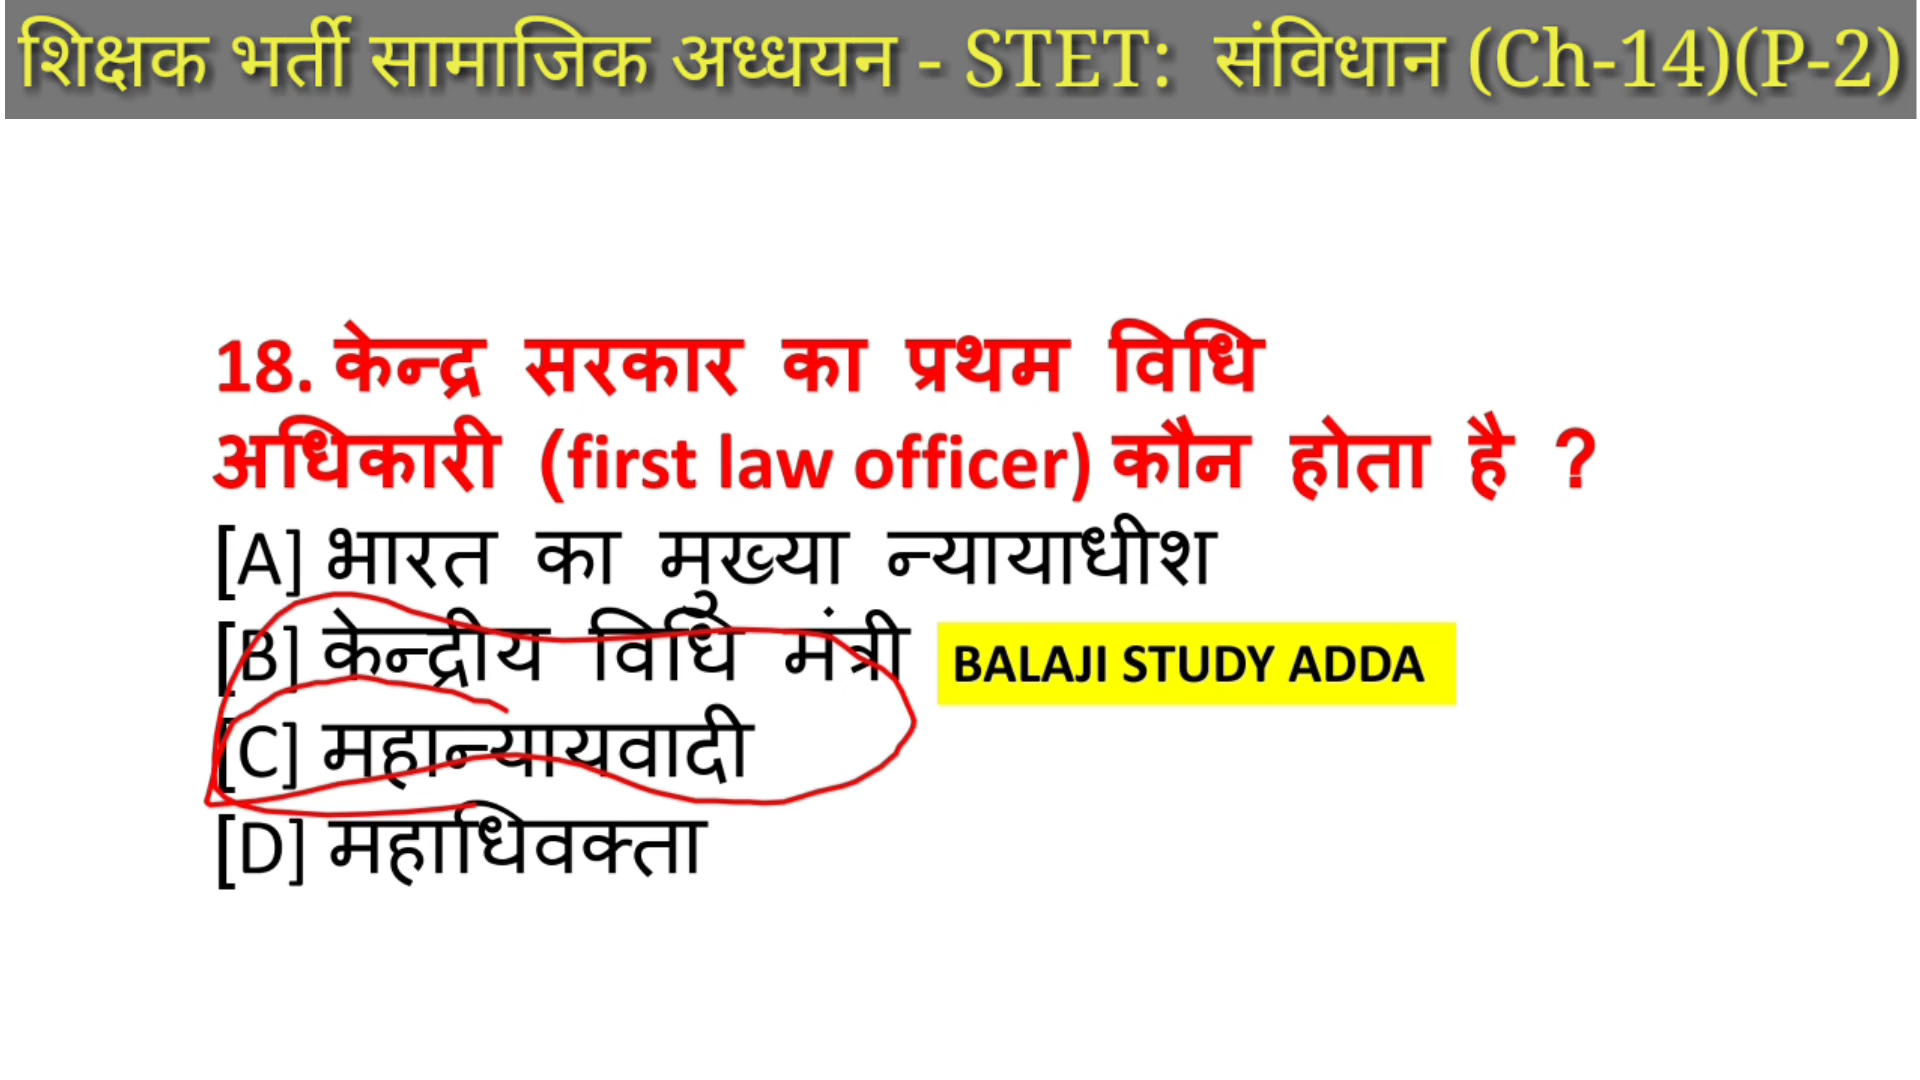 शिक्षक भर्ती सामाजिक अध्धयन - STET: संविधान (Ch-14)(P-2)
18. केन्द्र सरकार का प्रथम विधि
अधिकारी (first law officer) कौन होता है ?
[A] भारत का मुख्या न्यायाधीश
[B] केन्द्रीय विधि मंत्री
BALAJI STUDY ADDA
[C] महान्यायवादी
[D] महाधिवक्ता